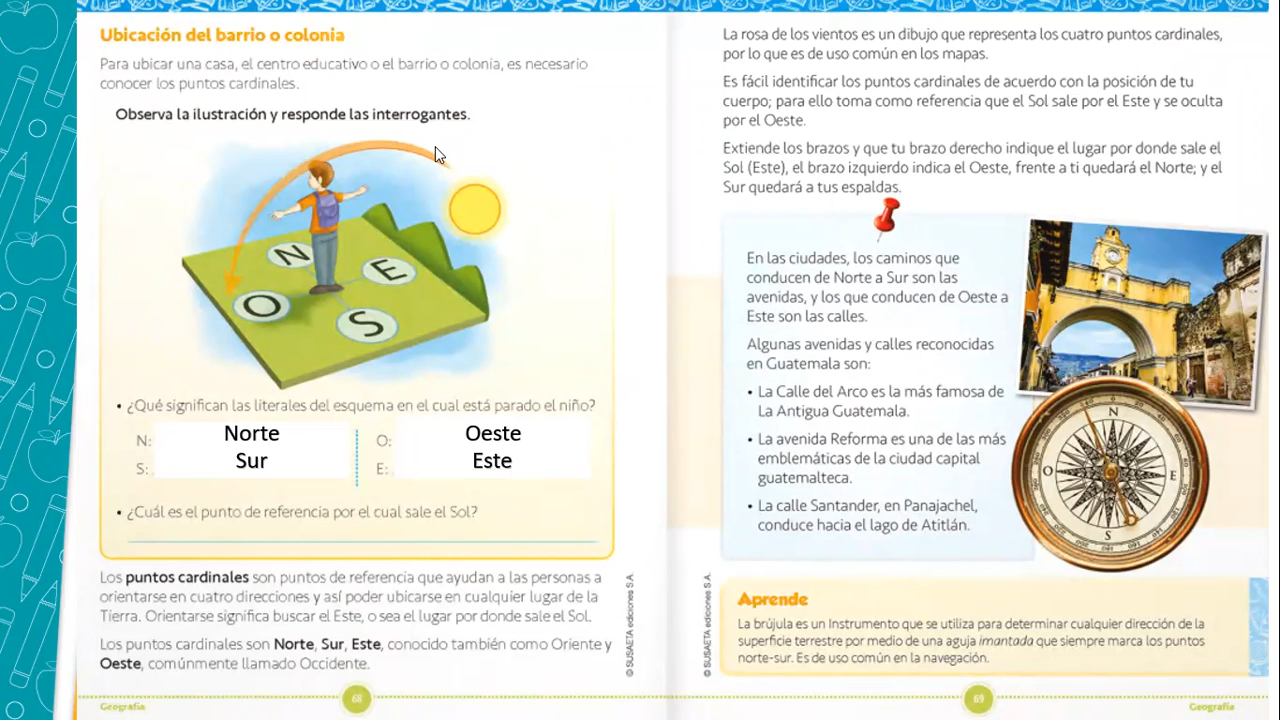 Ubicación del barrio o colonia
Para ubicar una casa, el centro educativo o el barrio o colonia, es necesario
conocer los puntos cardinales.
Observa la ilustración y responde las interrogantes.
N
E
O
S
• ¿Qué significan las literales del esquema en el cual está parado el niño?
N: Norte
S: Sur
O: Oeste
E: Este
• ¿Cuál es el punto de referencia por el cual sale el Sol?
Los puntos cardinales son puntos de referencia que ayudan a las personas a
orientarse en cuatro direcciones y así poder ubicarse en cualquier lugar de la
Tierra. Orientarse significa buscar el Este, o sea el lugar por donde sale el Sol.
Los puntos cardinales son Norte, Sur, Este, conocido también como Oriente y
Oeste, comúnmente llamado Occidente.
© SUSAETA ediciones S.A.
Geografía
68
La rosa de los vientos es un dibujo que representa los cuatro puntos cardinales,
por lo que es de uso común en los mapas.
Es fácil identificar los puntos cardinales de acuerdo con la posición de tu
cuerpo; para ello toma como referencia que el Sol sale por el Este y se oculta
por el Oeste.
Extiende los brazos y que tu brazo derecho indique el lugar por donde sale el
Sol (Este), el brazo izquierdo indica el Oeste, frente a ti quedará el Norte; y el
Sur quedará a tus espaldas.
En las ciudades, los caminos que
conducen de Norte a Sur son las
avenidas, y los que conducen de Oeste a
Este son las calles.
Algunas avenidas y calles reconocidas
en Guatemala son:
• La Calle del Arco es la más famosa de
La Antigua Guatemala.
• La avenida Reforma es una de las más
emblemáticas de la ciudad capital
guatemalteca.
• La calle Santander, en Panajachel,
conduce hacia el lago de Atitlán.
N
O
E
S
Aprende
La brújula es un Instrumento que se utiliza para determinar cualquier dirección de la
superficie terrestre por medio de una aguja imantada que siempre marca los puntos
norte-sur. Es de uso común en la navegación.
© SUSAETA ediciones S.A.
69
Geografía